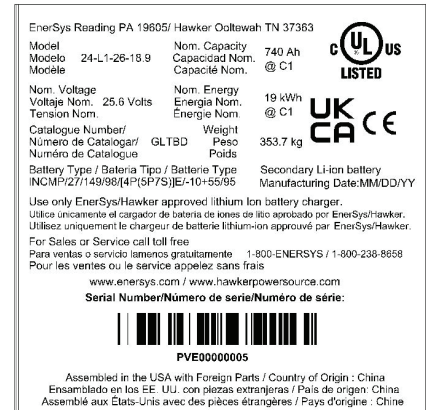 EnerSys Reading PA 19605/ Hawker Ooltewah TN 37363
Model
Modelo 24-L1-26-18.9
Modèle
Nom. Capacity
Capacidad Nom.
Capacité Nom.
740 Ah
@ C1
C UL US
LISTED
Nom. Voltage
Voltaje Nom. 25.6 Volts
Tension Nom.
Nom. Energy
Energia Nom.
Énergie Nom.
19 kWh
@ C1
UK
CA CE
Catalogue Number/
Número de Catalogar/ GLTBD
Numéro de Catalogue
Weight
Peso
Poids
353.7 kg
Battery Type / Bateria Tipo / Batterie Type
INCMP/27/149/98/[4P(5P7S)]E/-10+55/95
Secondary Li-ion battery
Manufacturing Date:MM/DD/YY
Use only EnerSys/Hawker approved lithium Ion battery charger.
Utilice únicamente el cargador de batería de iones de litio aprobado por EnerSys/Hawker.
Utilisez uniquement le chargeur de batterie lithium-ion approuvé par EnerSys/Hawker.
For Sales or Service call toll free
Para ventas o servicio lamenos gratuitamente 1-800-ENERSYS / 1-800-238-8658
Pour les ventes ou le service appelez sans frais
www.enersys.com / www.hawkerpowersource.com
Serial Number/Número de serie/Numéro de série:
PVE00000005
Assembled in the USA with Foreign Parts / Country of Origin : China
Ensamblado en los EE. UU. con piezas extranjeras / País de origen: China
Assemblé aux États-Unis avec des pièces étrangères / Pays d'origine : Chine